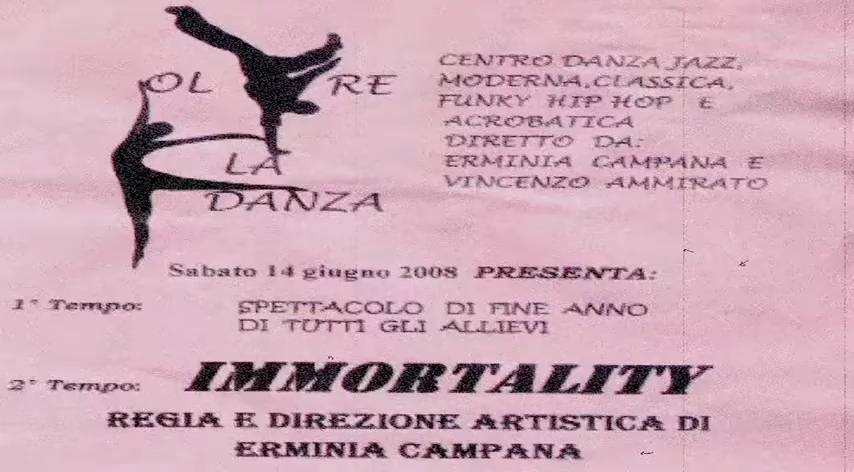 OLTRE
LA
DANZA
CENTRO DANZA JAZZ,
MODERNA, CLASSICA,
FUNKY HIP HOP E
ACROBATICA
DIRETTO DA:
ERMINIA CAMPANA E
VINCENZO AMMIRATO
Sabato 14 giugno 2008 PRESENTA:
1° Tempo: SPETTACOLO DI FINE ANNO
DI TUTTI GLI ALLIEVI
2° Tempo: IMMORTALITY
REGIA E DIREZIONE ARTISTICA DI
ERMINIA CAMPANA